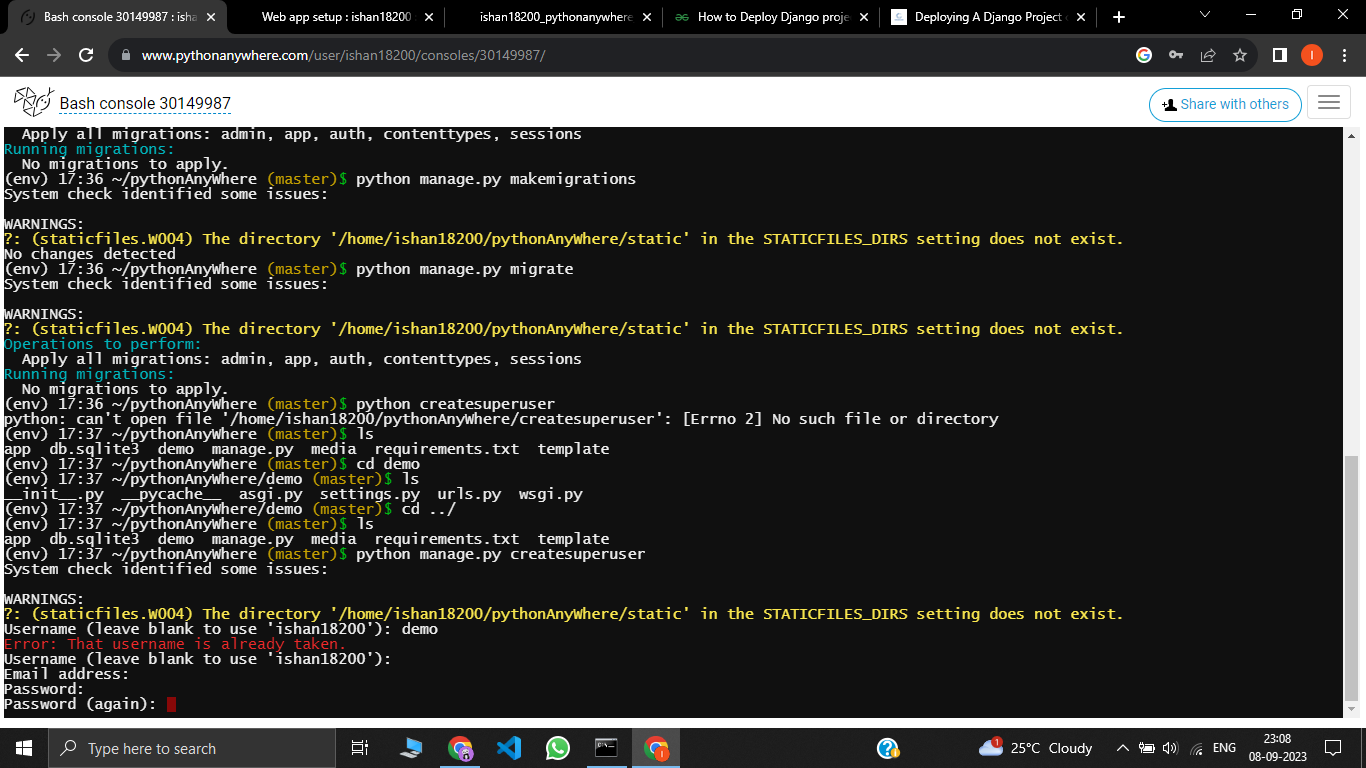 Bash console 30149987 : isha
Web app setup : ishan18200
ishan18200_pythonanywhere
How to Deploy Django proje
Deploying A Django Project
www.pythonanywhere.com/user/ishan18200/consoles/30149987/
I
Bash console 30149987
Share with others
Apply all migrations: admin, app, auth, contenttypes, sessions
Running migrations:
No migrations to apply.
(env) 17:36 ~/pythonAnyWhere (master)$ python manage.py makemigrations
System check identified some issues:
WARNINGS:
?: (staticfiles.W004) The directory '/home/ishan18200/pythonAnyWhere/static' in the STATICFILES_DIRS setting does not exist.
No changes detected
(env) 17:36 ~/pythonAnyWhere (master)$ python manage.py migrate
System check identified some issues:
WARNINGS:
?: (staticfiles.W004) The directory '/home/ishan18200/pythonAnyWhere/static' in the STATICFILES_DIRS setting does not exist.
Operations to perform:
Apply all migrations: admin, app, auth, contenttypes, sessions
Running migrations:
No migrations to apply.
(env) 17:36 ~/pythonAnyWhere (master)$ python createsuperuser
python: can't open file '/home/ishan18200/pythonAnyWhere/createsuperuser': [Errno 2] No such file or directory
(env) 17:37 ~/pythonAnyWhere (master)$ ls
app  db.sqlite3  demo  manage.py  media  requirements.txt  template
(env) 17:37 ~/pythonAnyWhere (master)$ cd demo
(env) 17:37 ~/pythonAnyWhere/demo (master)$ ls
__init__.py  __pycache__  asgi.py  settings.py  urls.py  wsgi.py
(env) 17:37 ~/pythonAnyWhere/demo (master)$ cd ../
(env) 17:37 ~/pythonAnyWhere (master)$ ls
app  db.sqlite3  demo  manage.py  media  requirements.txt  template
(env) 17:37 ~/pythonAnyWhere (master)$ python manage.py createsuperuser
System check identified some issues:
WARNINGS:
?: (staticfiles.W004) The directory '/home/ishan18200/pythonAnyWhere/static' in the STATICFILES_DIRS setting does not exist.
Username (leave blank to use 'ishan18200'): demo
Error: That username is already taken.
Username (leave blank to use 'ishan18200'):
Email address:
Password:
Password (again):
Type here to search
1
25°C Cloudy
ENG
23:08
08-09-2023